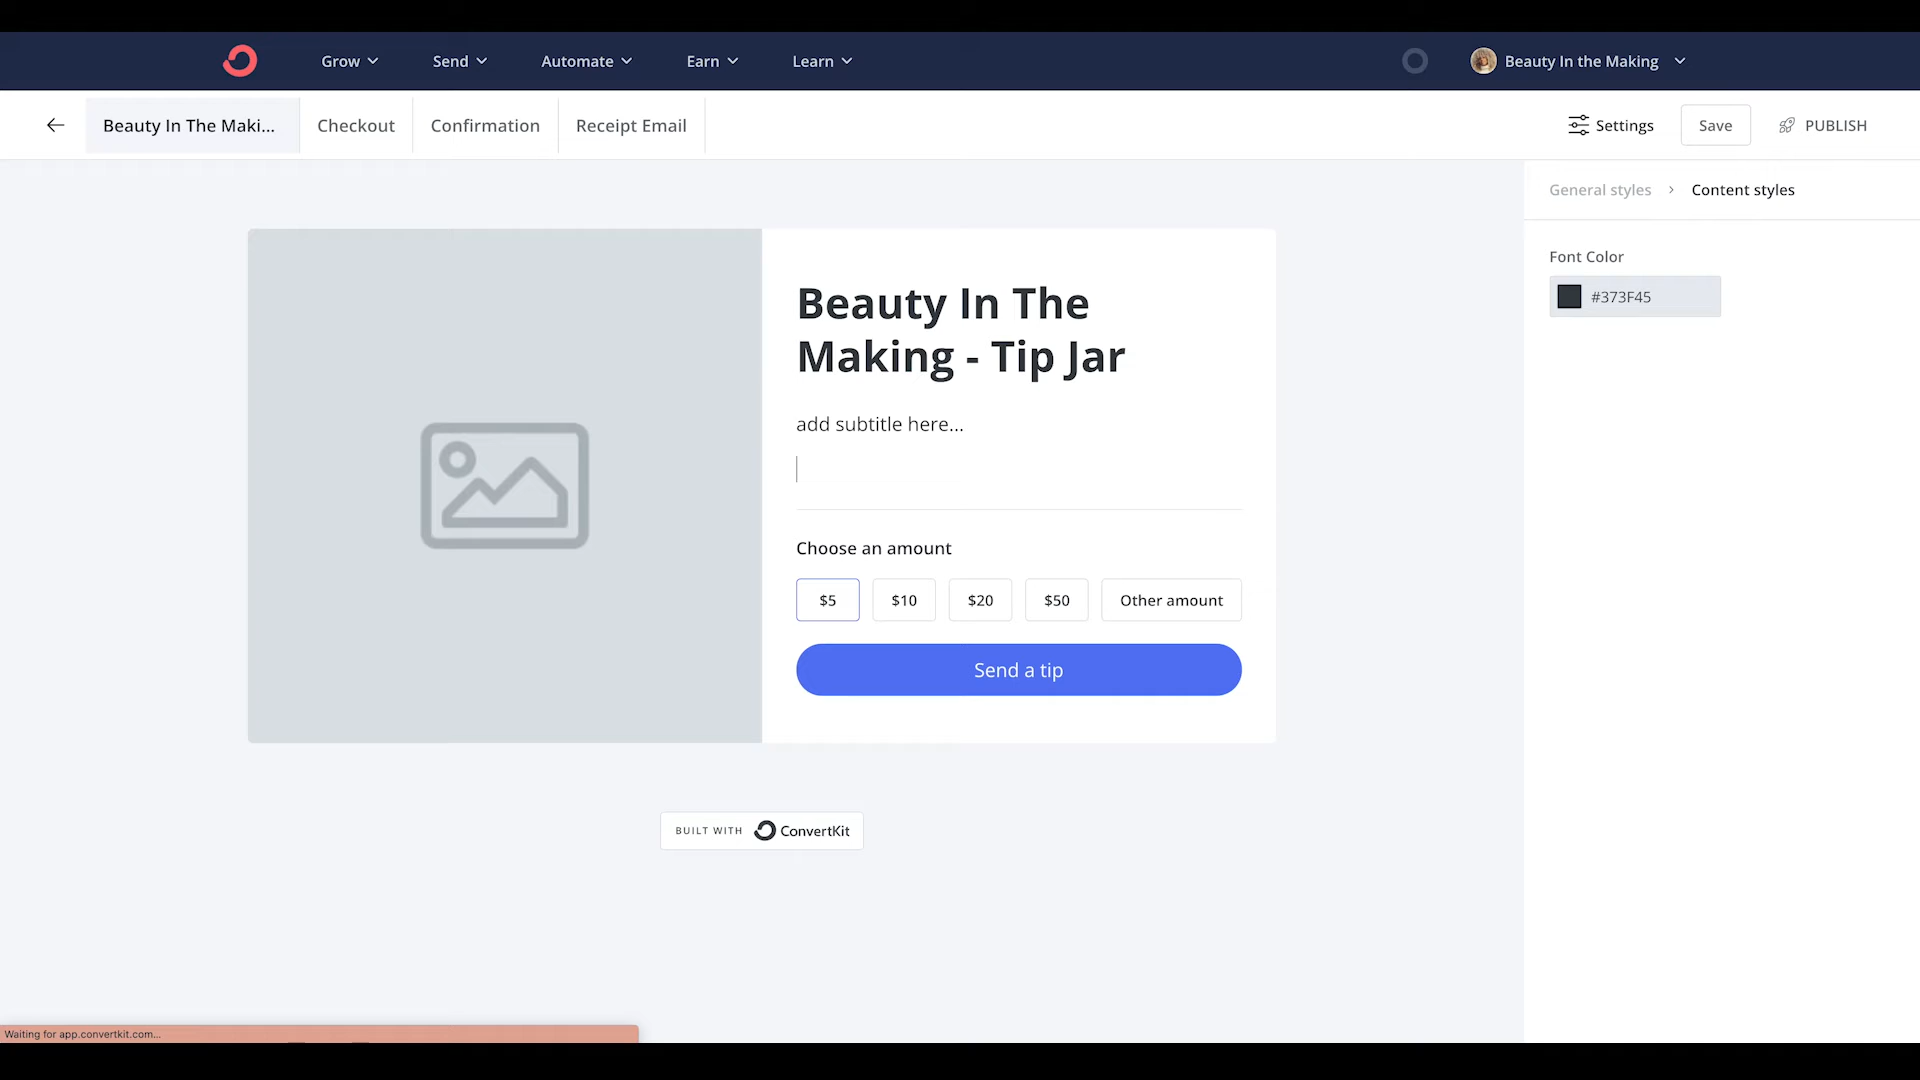 Grow
Send
Automate
Earn
Learn
Beauty In the Making
Beauty In The Maki...
Checkout
Confirmation
Receipt Email
Settings
Save
PUBLISH
General styles
Content styles
Font Color
#373F45
Beauty In The
Making - Tip Jar
add subtitle here...
Choose an amount
$5
$10
$20
$50
Other amount
Send a tip
BUILT WITH ConvertKit
Waiting for app.convertkit.com...